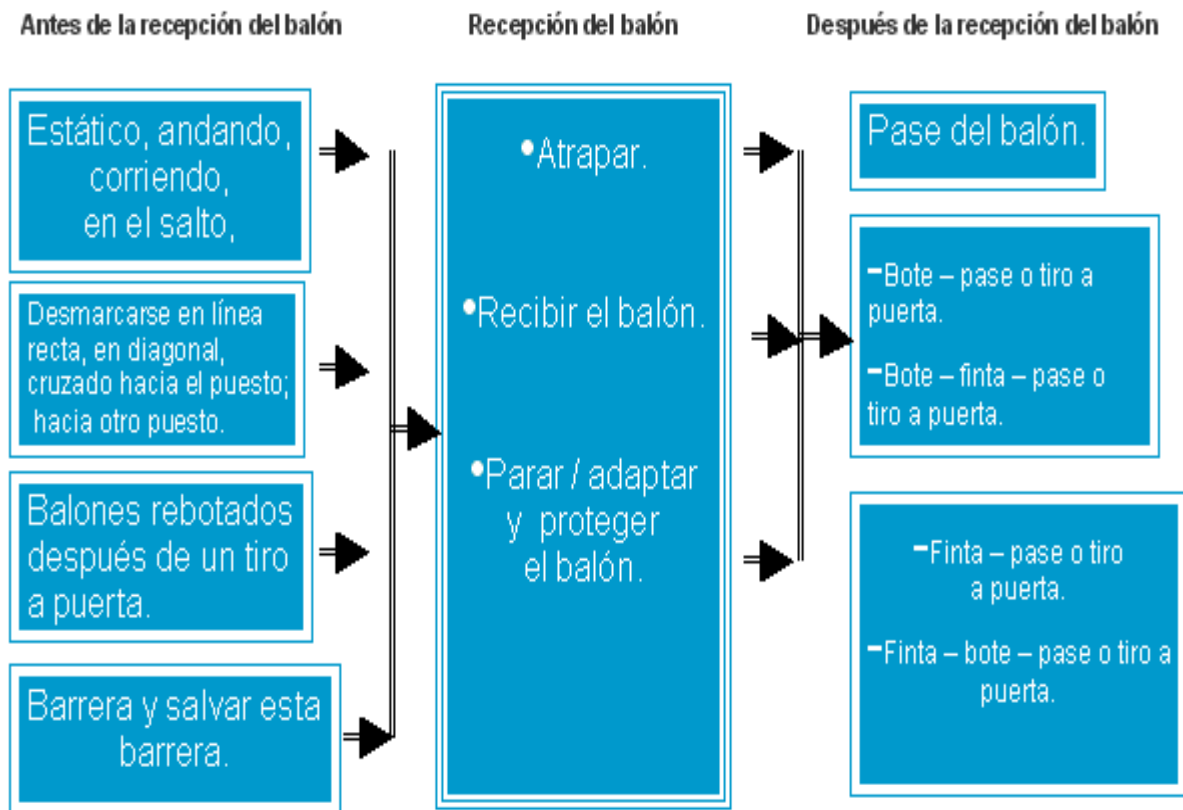 Antes de la recepción del balón
Recepción del balón
Después de la recepción del balón
Estático, andando,
corriendo,
en el salto,
Desmarcarse en línea
recta, en diagonal,
cruzado hacia el puesto;
hacia otro puesto.
Balones rebotados
después de un tiro
a puerta.
Barrera y salvar esta
barrera.
•Atrapar.
•Recibir el balón.
•Parar / adaptar
y proteger
el balón.
Pase del balón.
-Bote – pase o tiro a
puerta.
-Bote – finta – pase o
tiro a puerta.
-Finta – pase o tiro
a puerta.
-Finta – bote – pase o tiro a
puerta.